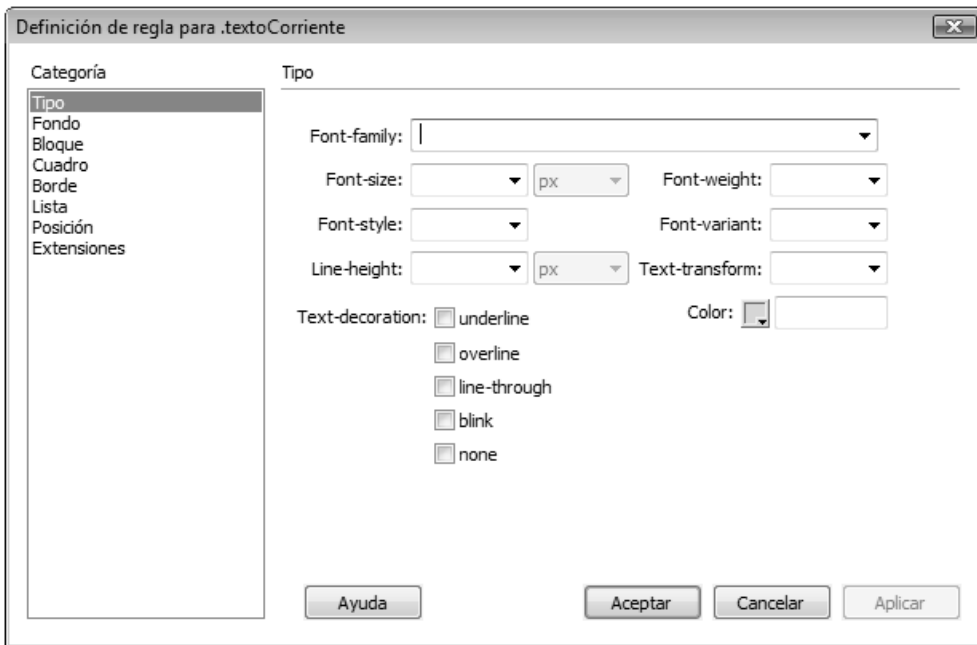 Definición de regla para .textoCorriente
Categoría
Tipo
Fondo
Bloque
Cuadro
Borde
Lista
Posición
Extensiones
Tipo
Font-family:
Font-size: px Font-weight:
Font-style: Font-variant:
Line-height: px Text-transform:
Text-decoration: underline Color:
overline
line-through
blink
none
Ayuda Aceptar Cancelar Aplicar